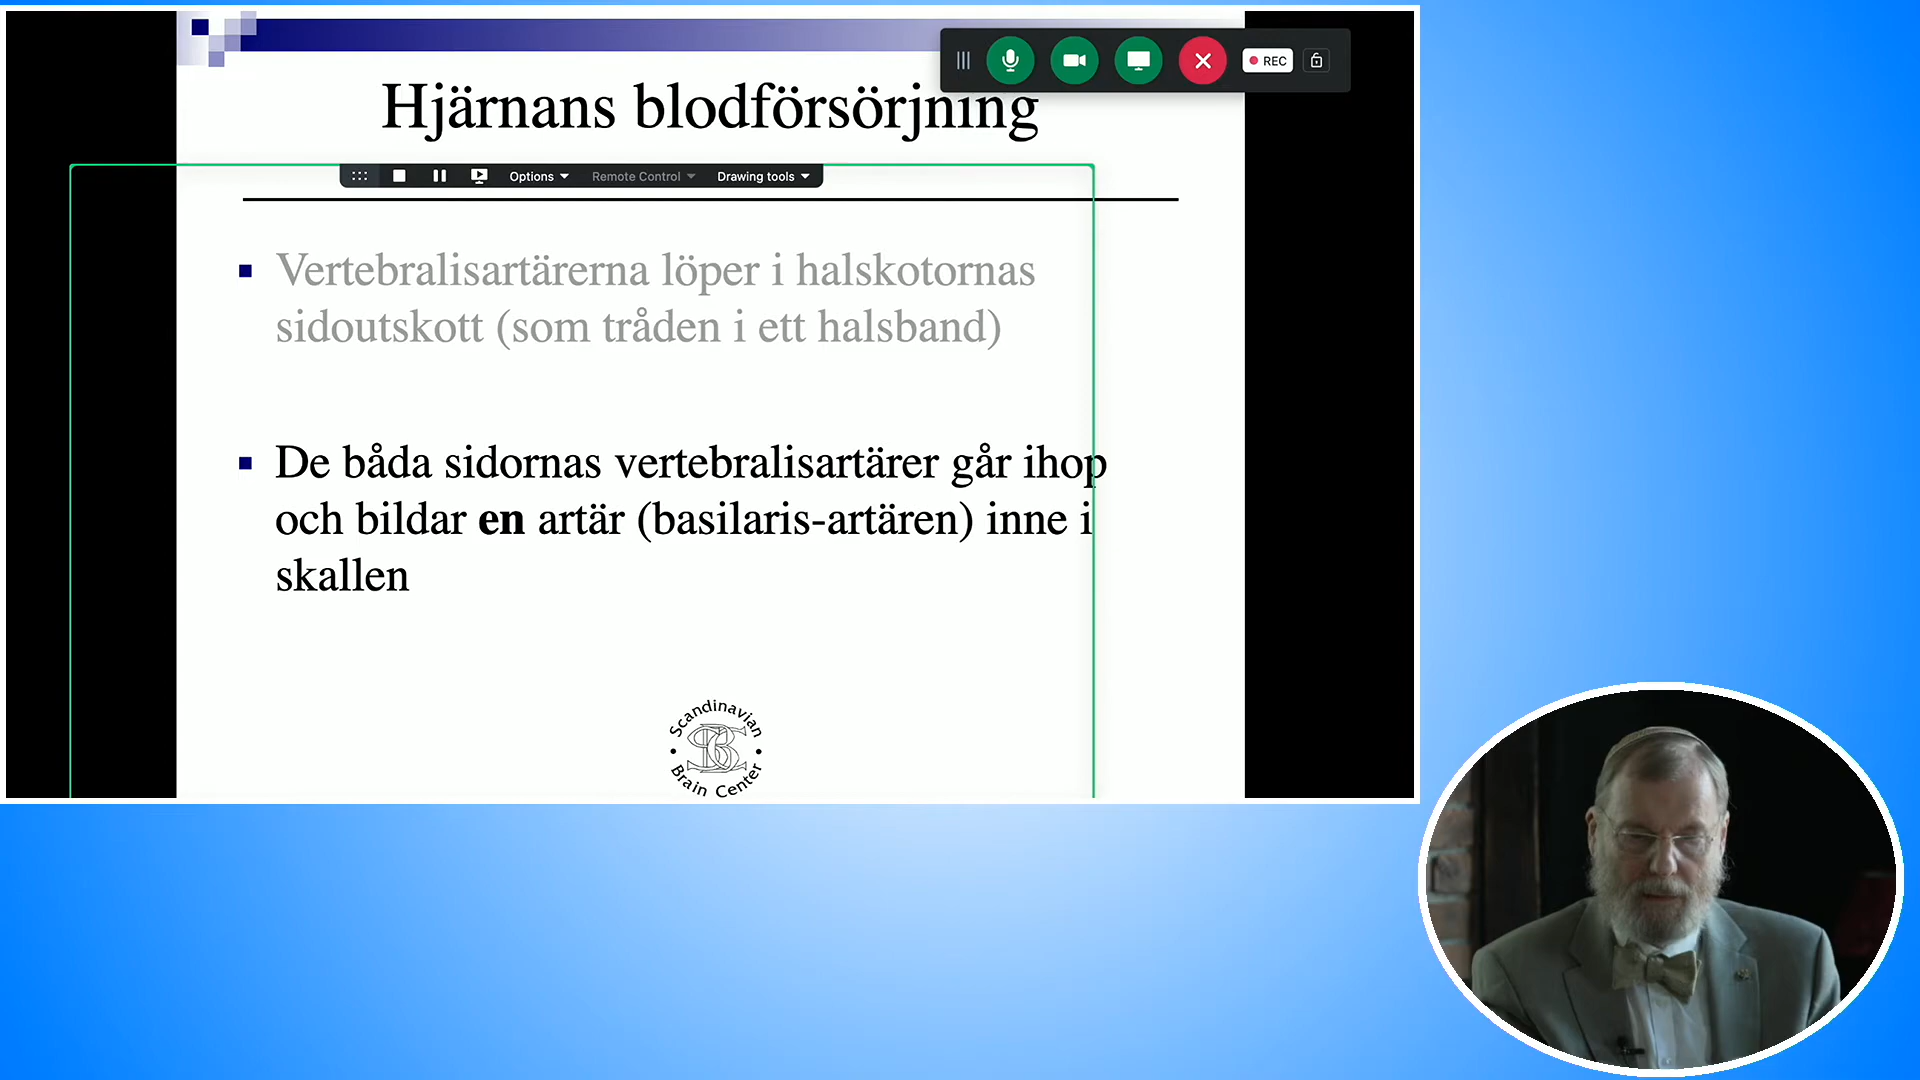 REC
Hjärnans blodförsörjning
Options
Remote Control
Drawing tools
Vertebralisartärerna löper i halskotornas
sidoutskott (som tråden i ett halsband)
De båda sidornas vertebralisartärer går ihop
och bildar en artär (basilaris-artären) inne i
skallen
Scandinavian
SBC
Brain Center